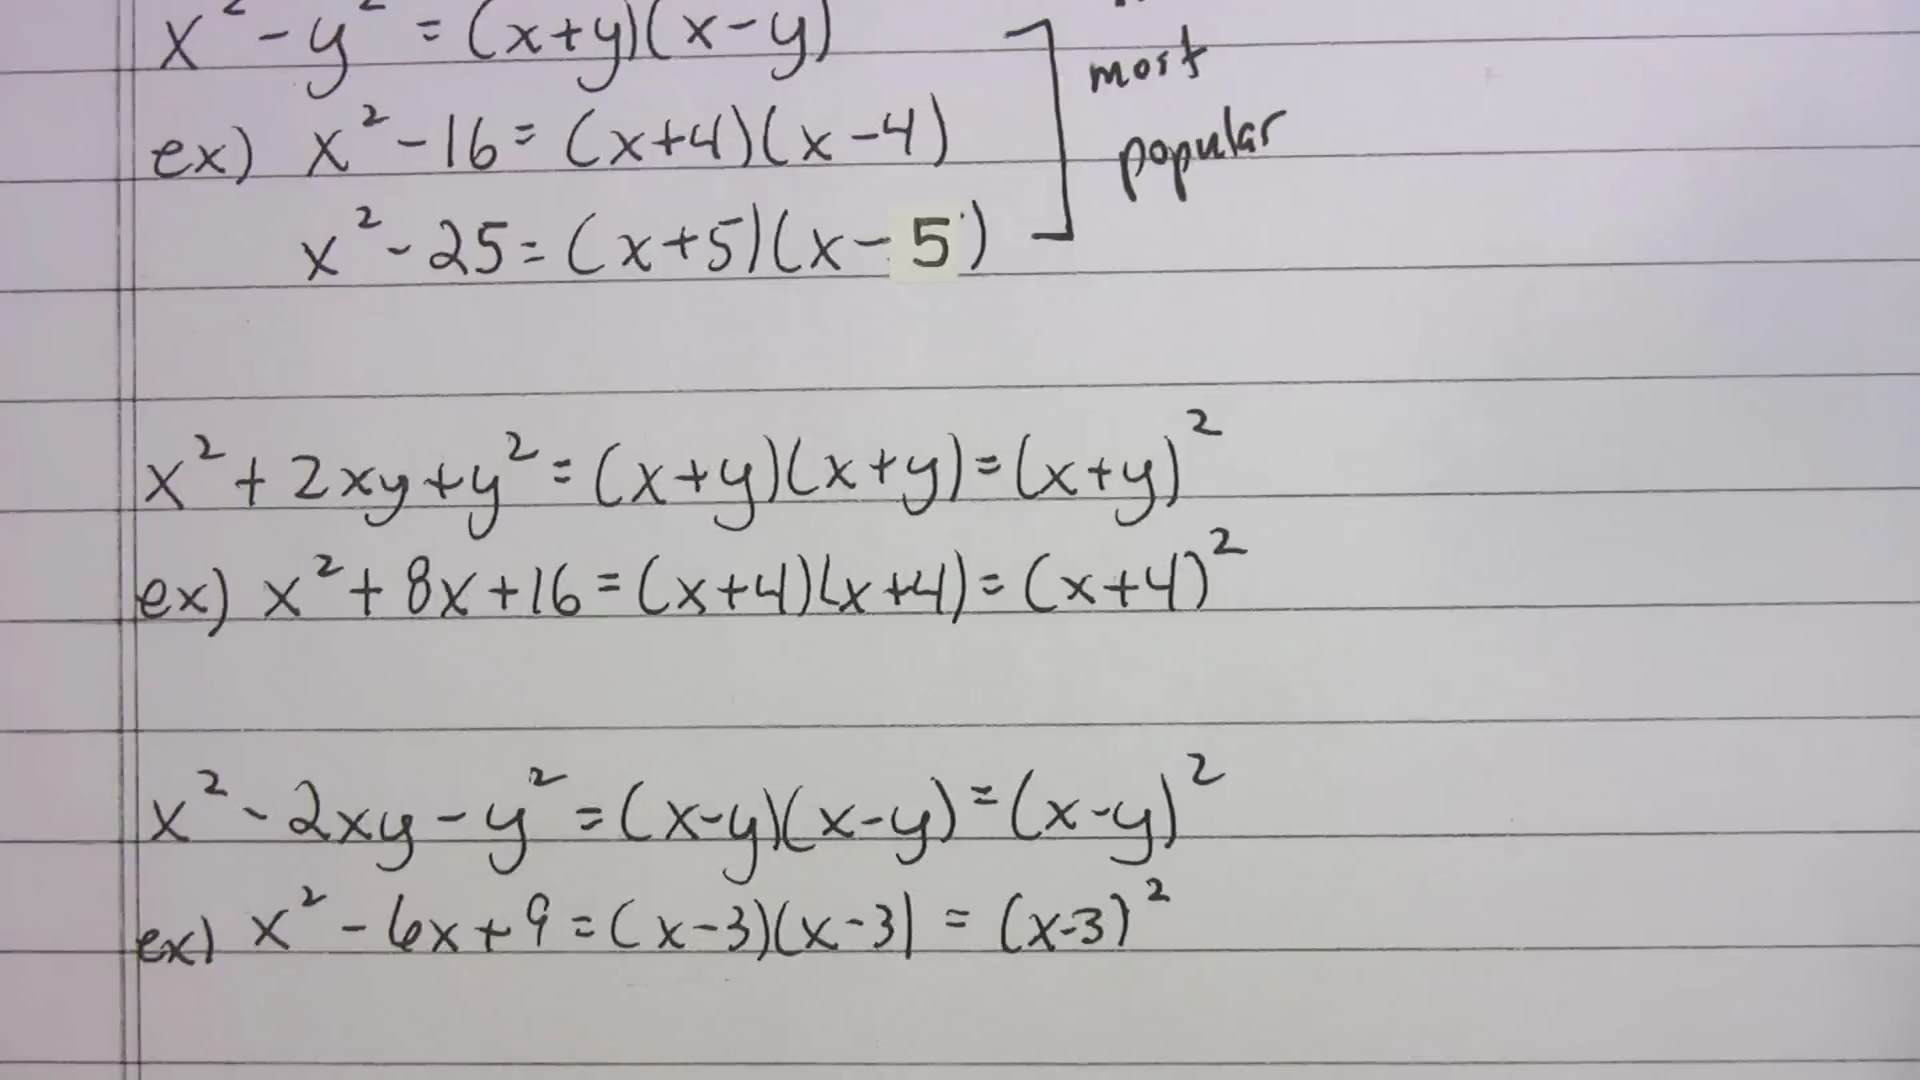 x² - y² = (x+y)(x-y)
most
ex) x² - 16 = (x+4)(x-4)
popular
x² - 25 = (x+5)(x-5)
x² + 2xy + y² = (x+y)(x+y) = (x+y)²
ex) x² + 8x + 16 = (x+4)(x+4) = (x+4)²
x² - 2xy - y² = (x-y)(x-y) = (x-y)²
ex) x² - 6x + 9 = (x-3)(x-3) = (x-3)²